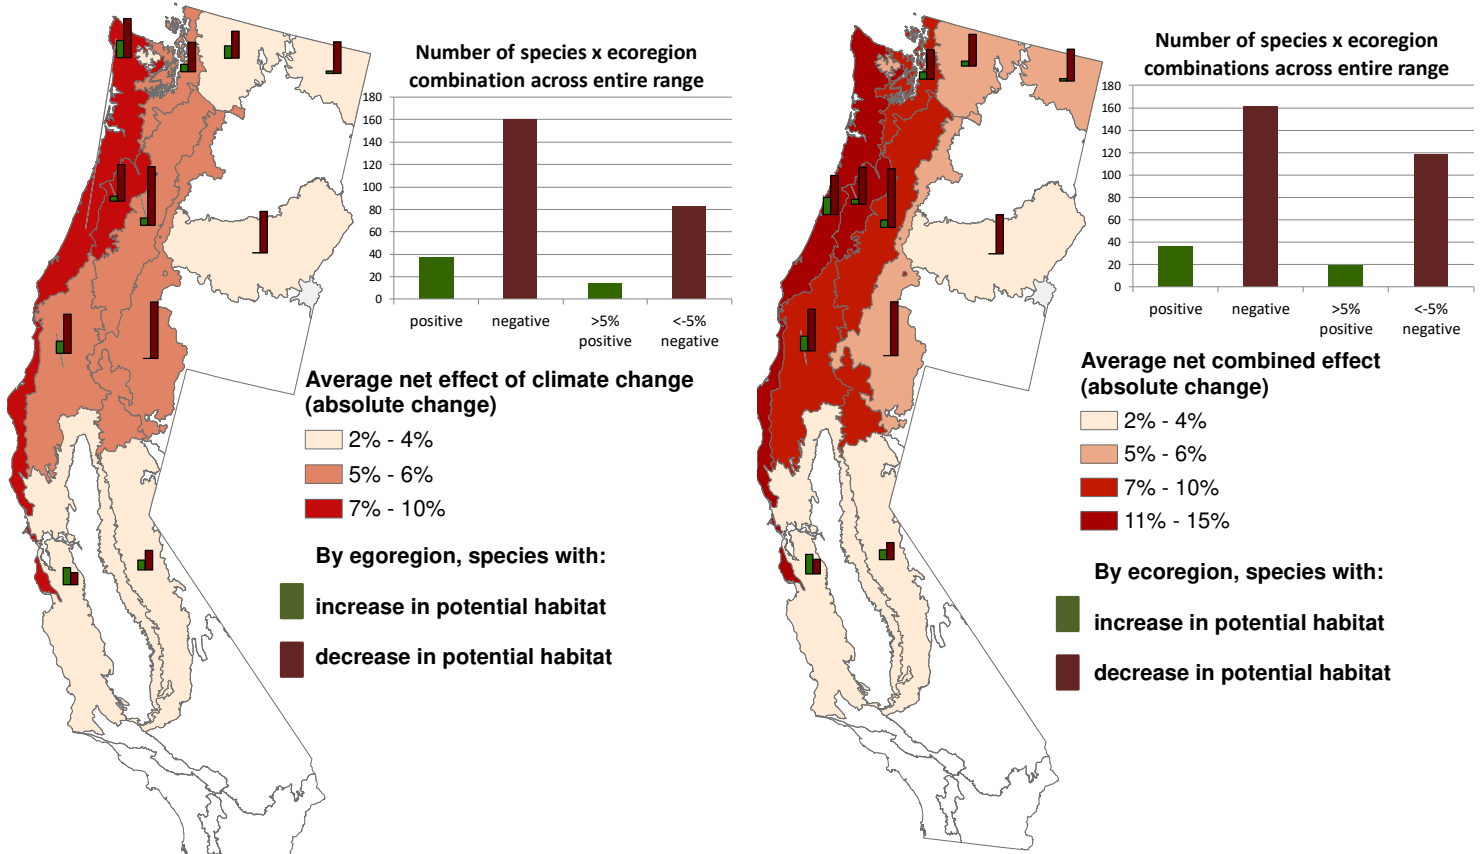 Number of species x ecoregion
combination across entire range
180
160
140
120
100
80
60
40
20
0
positive
negative
>5%
positive
<-5%
negative
Average net effect of climate change
(absolute change)
2% - 4%
5% - 6%
7% - 10%
By egoregion, species with:
increase in potential habitat
decrease in potential habitat
Number of species x ecoregion
combinations across entire range
180
160
140
120
100
80
60
40
20
0
positive
negative
>5%
positive
<-5%
negative
Average net combined effect
(absolute change)
2% - 4%
5% - 6%
7% - 10%
11% - 15%
By ecoregion, species with:
increase in potential habitat
decrease in potential habitat